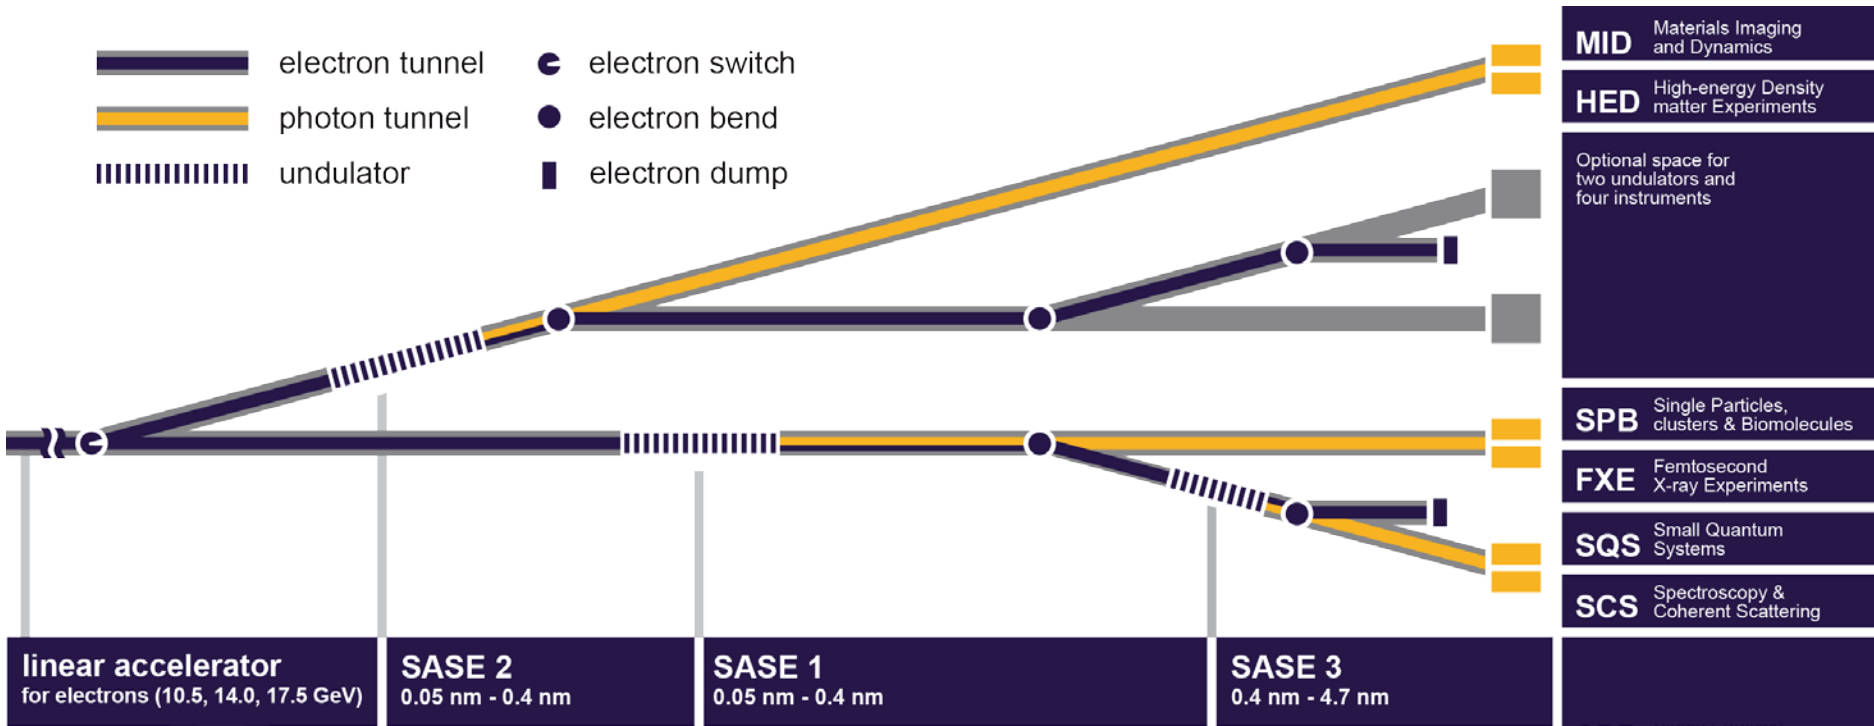 electron tunnel
electron switch
photon tunnel
electron bend
undulator
electron dump
MID
Materials Imaging
and Dynamics
HED
High-energy Density
matter Experiments
Optional space for
two undulators and
four instruments
SPB
Single Particles,
clusters & Biomolecules
FXE
Femtosecond
X-ray Experiments
SQS
Small Quantum
Systems
SCS
Spectroscopy &
Coherent Scattering
linear accelerator
for electrons (10.5, 14.0, 17.5 GeV)
SASE 2
0.05 nm - 0.4 nm
SASE 1
0.05 nm - 0.4 nm
SASE 3
0.4 nm - 4.7 nm